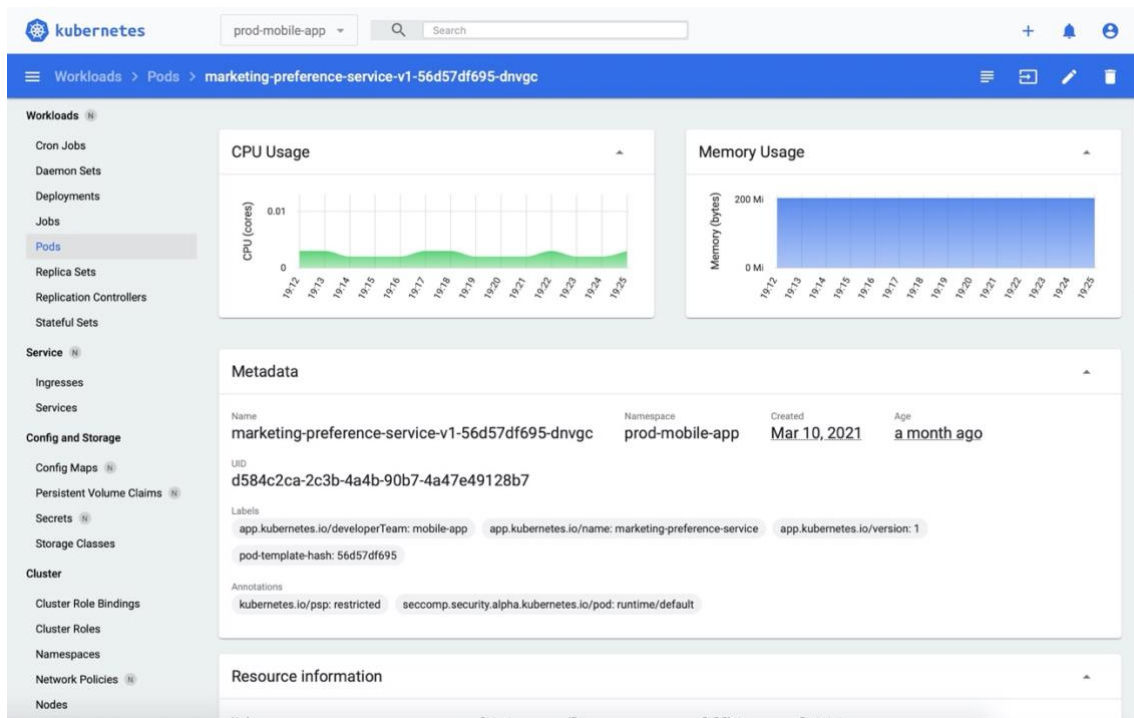 kubernetes
prod-mobile-app
Search
Workloads > Pods > marketing-preference-service-v1-56d57df695-dnvgc
Workloads N
Cron Jobs
Daemon Sets
Deployments
Jobs
Pods
Replica Sets
Replication Controllers
Stateful Sets
Service N
Ingresses
Services
Config and Storage
Config Maps N
Persistent Volume Claims N
Secrets N
Storage Classes
Cluster
Cluster Role Bindings
Cluster Roles
Namespaces
Network Policies N
Nodes
CPU Usage
CPU (cores)
0.01
0
19:12 19:13 19:14 19:15 19:16 19:17 19:18 19:19 19:20 19:21 19:22 19:23 19:24 19:25
Memory Usage
Memory (bytes)
200 Mi
0 Mi
19:12 19:13 19:14 19:15 19:16 19:17 19:18 19:19 19:20 19:21 19:22 19:23 19:24 19:25
Metadata
Name Namespace Created Age
marketing-preference-service-v1-56d57df695-dnvgc prod-mobile-app Mar 10, 2021 a month ago
UID
d584c2ca-2c3b-4a4b-90b7-4a47e49128b7
Labels
app.kubernetes.io/developerTeam: mobile-app app.kubernetes.io/name: marketing-preference-service app.kubernetes.io/version: 1
pod-template-hash: 56d57df695
Annotations
kubernetes.io/psp: restricted seccomp.security.alpha.kubernetes.io/pod: runtime/default
Resource information